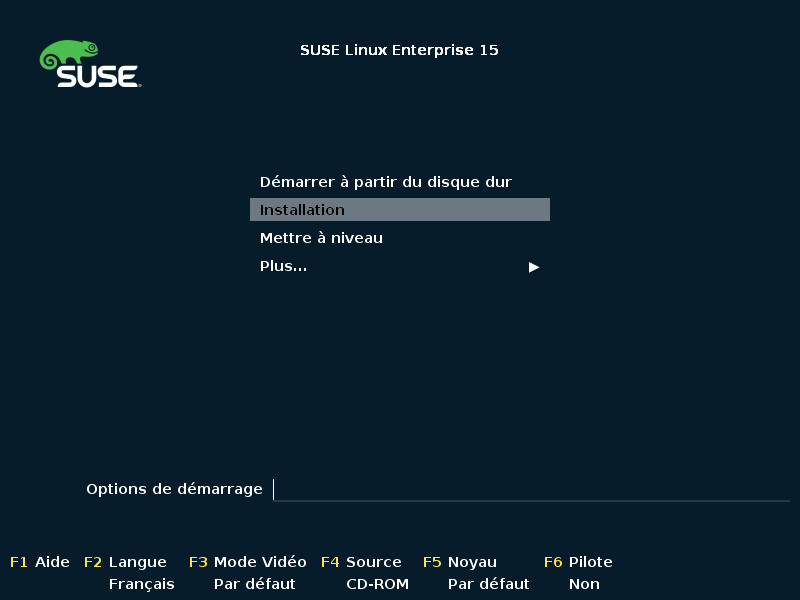 SUSE
SUSE Linux Enterprise 15
Démarrer à partir du disque dur
Installation
Mettre à niveau
Plus...
Options de démarrage
F1 Aide F2 Langue F3 Mode Vidéo F4 Source F5 Noyau F6 Pilote
Français Par défaut CD-ROM Par défaut Non